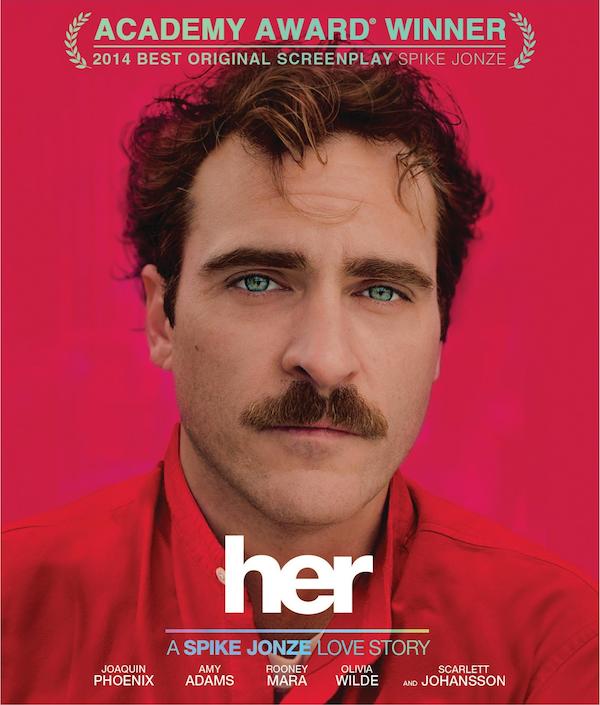 ACADEMY AWARD® WINNER
2014 BEST ORIGINAL SCREENPLAY SPIKE JONZE
her
A SPIKE JONZE LOVE STORY
JOAQUIN PHOENIX AMY ADAMS ROONEY MARA OLIVIA WILDE AND SCARLETT JOHANSSON